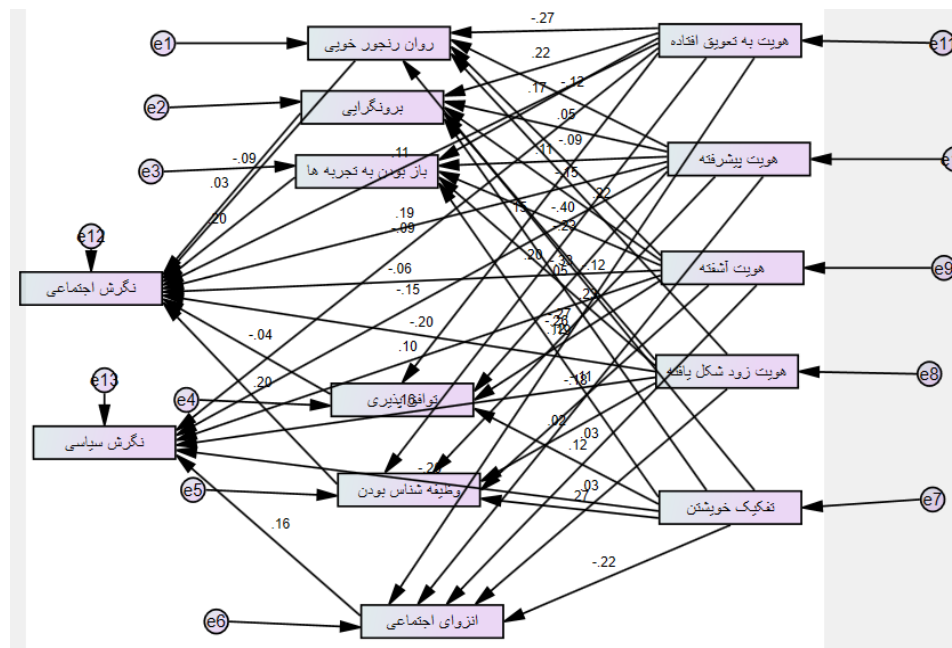 e1
روان رنجور خویی
-.27
هویت به تعویق افتاده
e11
.22
e2
برونگرایی
.17
-.12
.05
e3
باز بودن به تجربه ها
-.09
.11
.11
-.09
هویت پیشرفته
.03
-.15
.22
.20
.15
-.40
.19
-.09
-.23
e12
.20
-.33
.12
هویت آشفته
e9
نگرش اجتماعی
-.06
.05
-.15
-.20
-.04
.10
هویت زود شکل یافته
e8
e13
.20
توافق پذیری
e4
-.18
نگرش سیاسی
.02
.03
.12
e5
وظیفه شناس بودن
.03
.27
تفکیک خویشتن
e7
.16
-.22
e6
انزوای اجتماعی